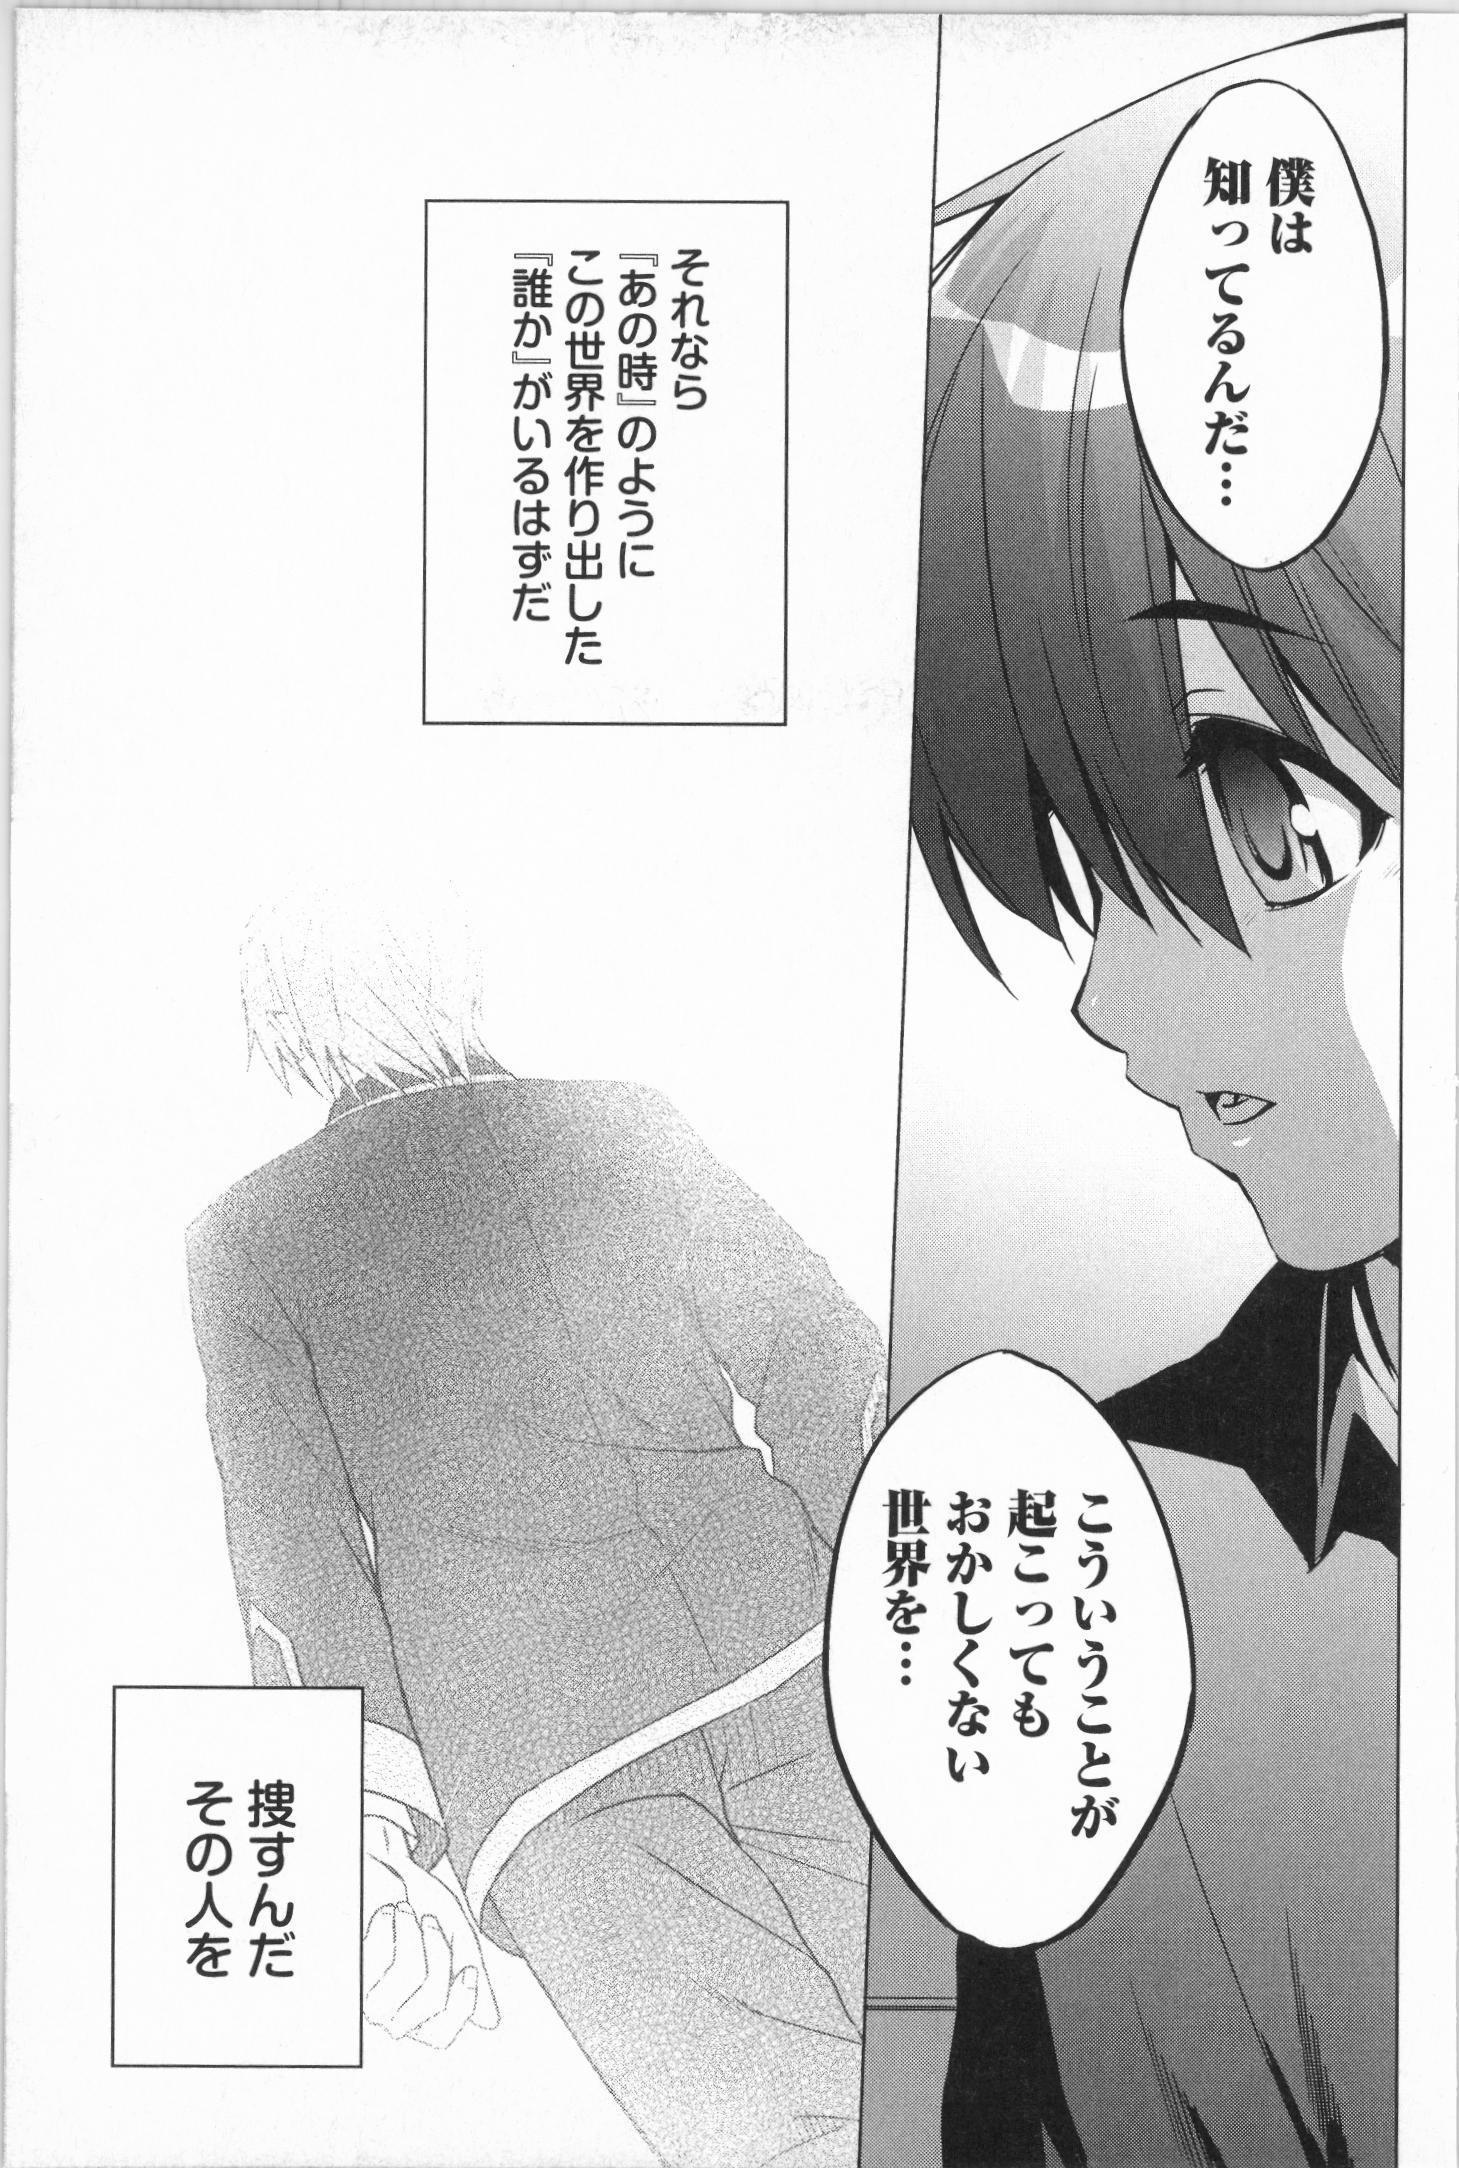 僕は
知ってるんだ…
こういうことが
起こっても
おかしくない
世界を…
それなら
『あの時』のように
この世界を作り出した
『誰か』がいるはずだ
捜すんだ
その人を